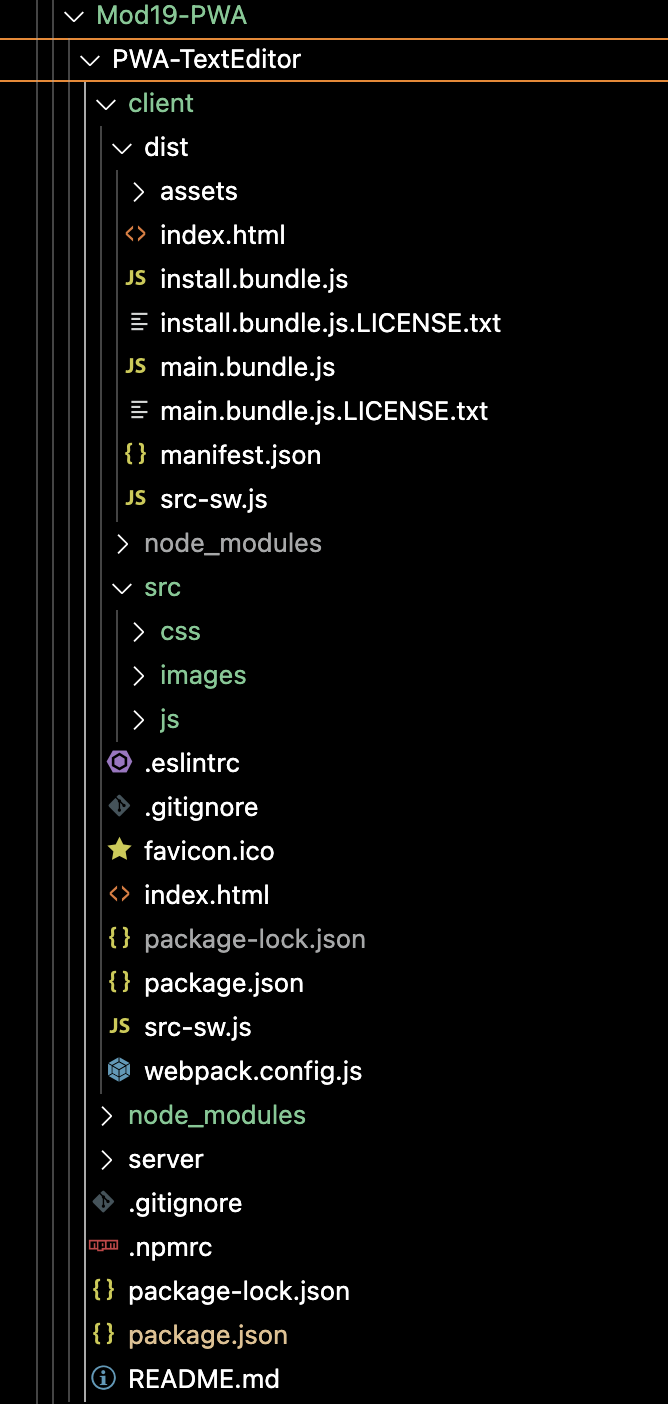 Mod19-PWA
PWA-TextEditor
client
dist
assets
index.html
JS install.bundle.js
install.bundle.js.LICENSE.txt
JS main.bundle.js
main.bundle.js.LICENSE.txt
{} manifest.json
JS src-sw.js
node_modules
src
css
images
js
.eslintrc
.gitignore
favicon.ico
index.html
{} package-lock.json
{} package.json
JS src-sw.js
webpack.config.js
node_modules
server
.gitignore
.npmrc
{} package-lock.json
{} package.json
README.md